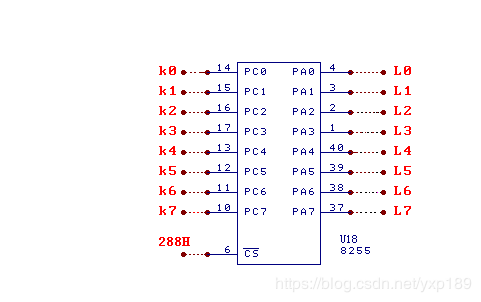 k0 14 PC0 PA0 4 L0
k1 15 PC1 PA1 3 L1
k2 16 PC2 PA2 2 L2
k3 17 PC3 PA3 1 L3
k4 13 PC4 PA4 40 L4
k5 12 PC5 PA5 39 L5
k6 11 PC6 PA6 38 L6
k7 10 PC7 PA7 37 L7
288H 6 CS
U18
8255
https://blog.csdn.net/yxp189